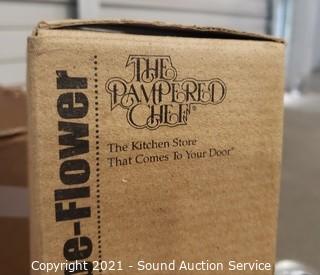 THE
PAMPERED
CHEF®
The Kitchen Store
That Comes To Your Door®
e-Flower
Copyright 2021 - Sound Auction Service